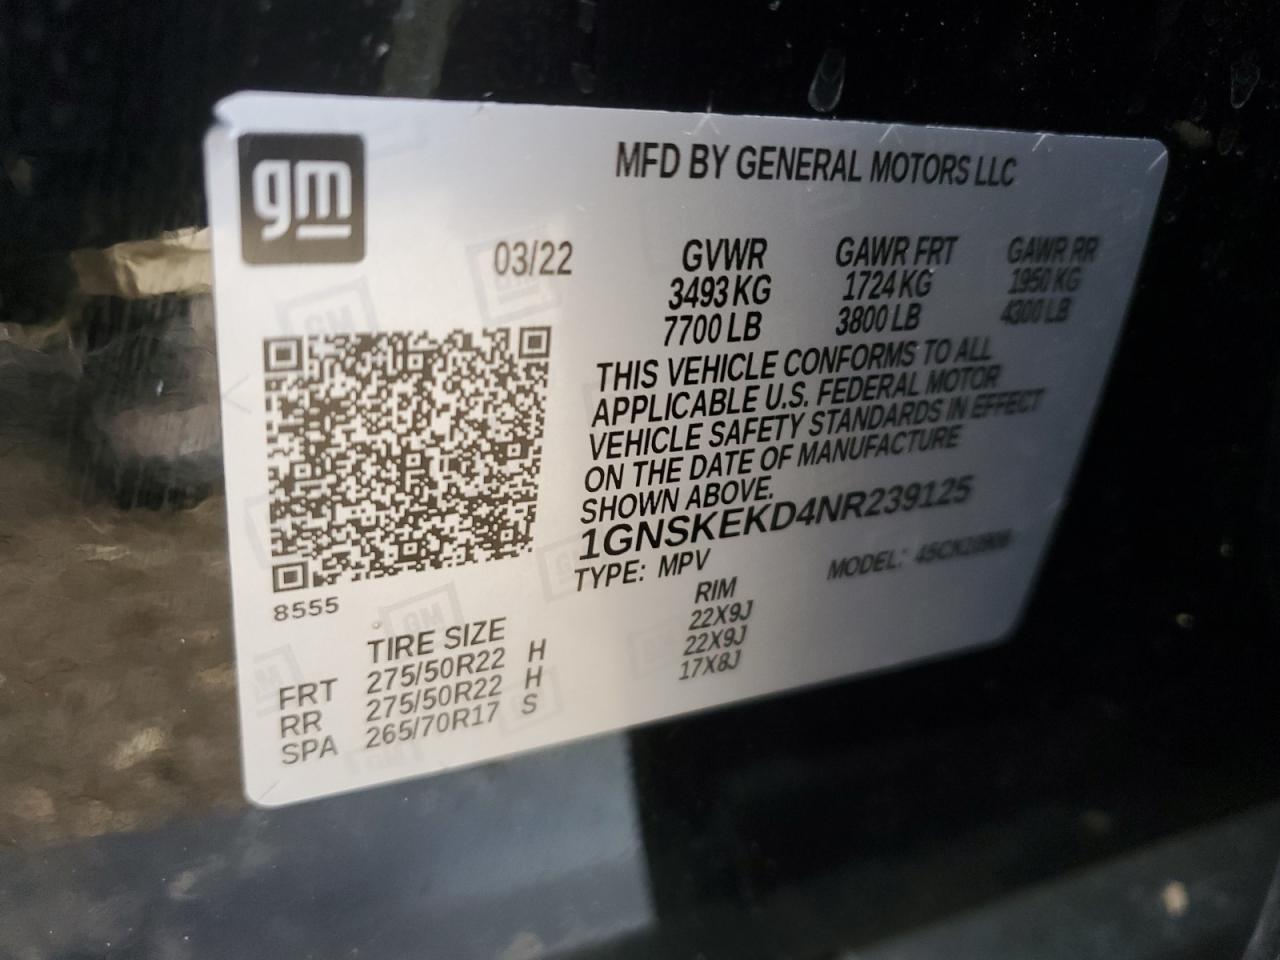 gm
MFD BY GENERAL MOTORS LLC
03/22 GVWR GAWR FRT GAWR RR
3493 KG 1724 KG 1950 KG
7700 LB 3800 LB 4300 LB
THIS VEHICLE CONFORMS TO ALL
APPLICABLE U.S. FEDERAL MOTOR
VEHICLE SAFETY STANDARDS IN EFFECT
ON THE DATE OF MANUFACTURE
SHOWN ABOVE.
1GNSKEKD4NR239125
TYPE: MPV MODEL:
8555
TIRE SIZE RIM
FRT 275/50R22 H 22X9J
RR 275/50R22 H 22X9J
SPA 265/70R17 S 17X8J